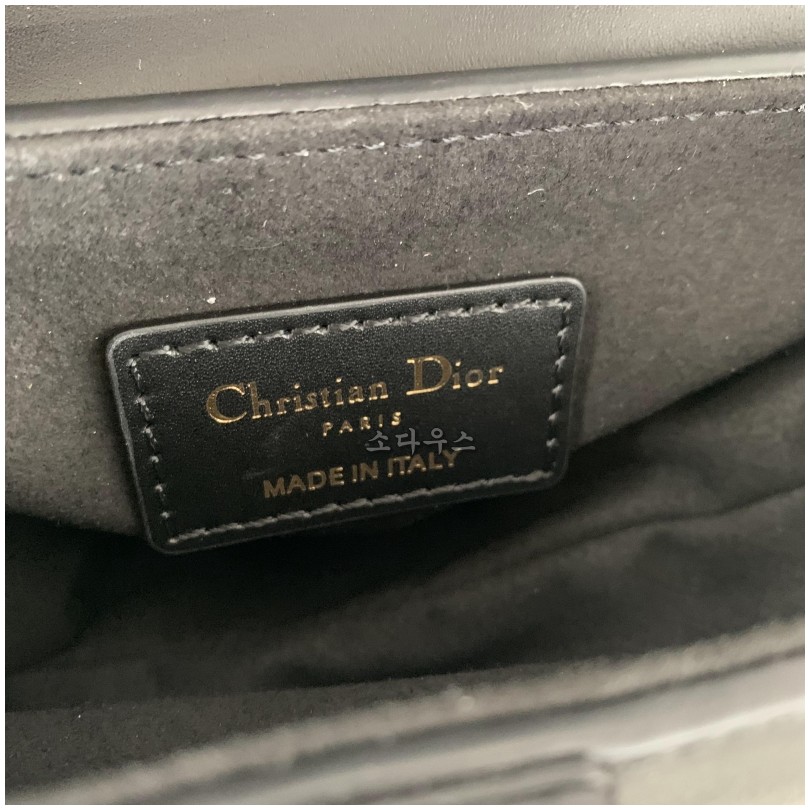 Christian Dior
PARIS
소다우스
MADE IN ITALY